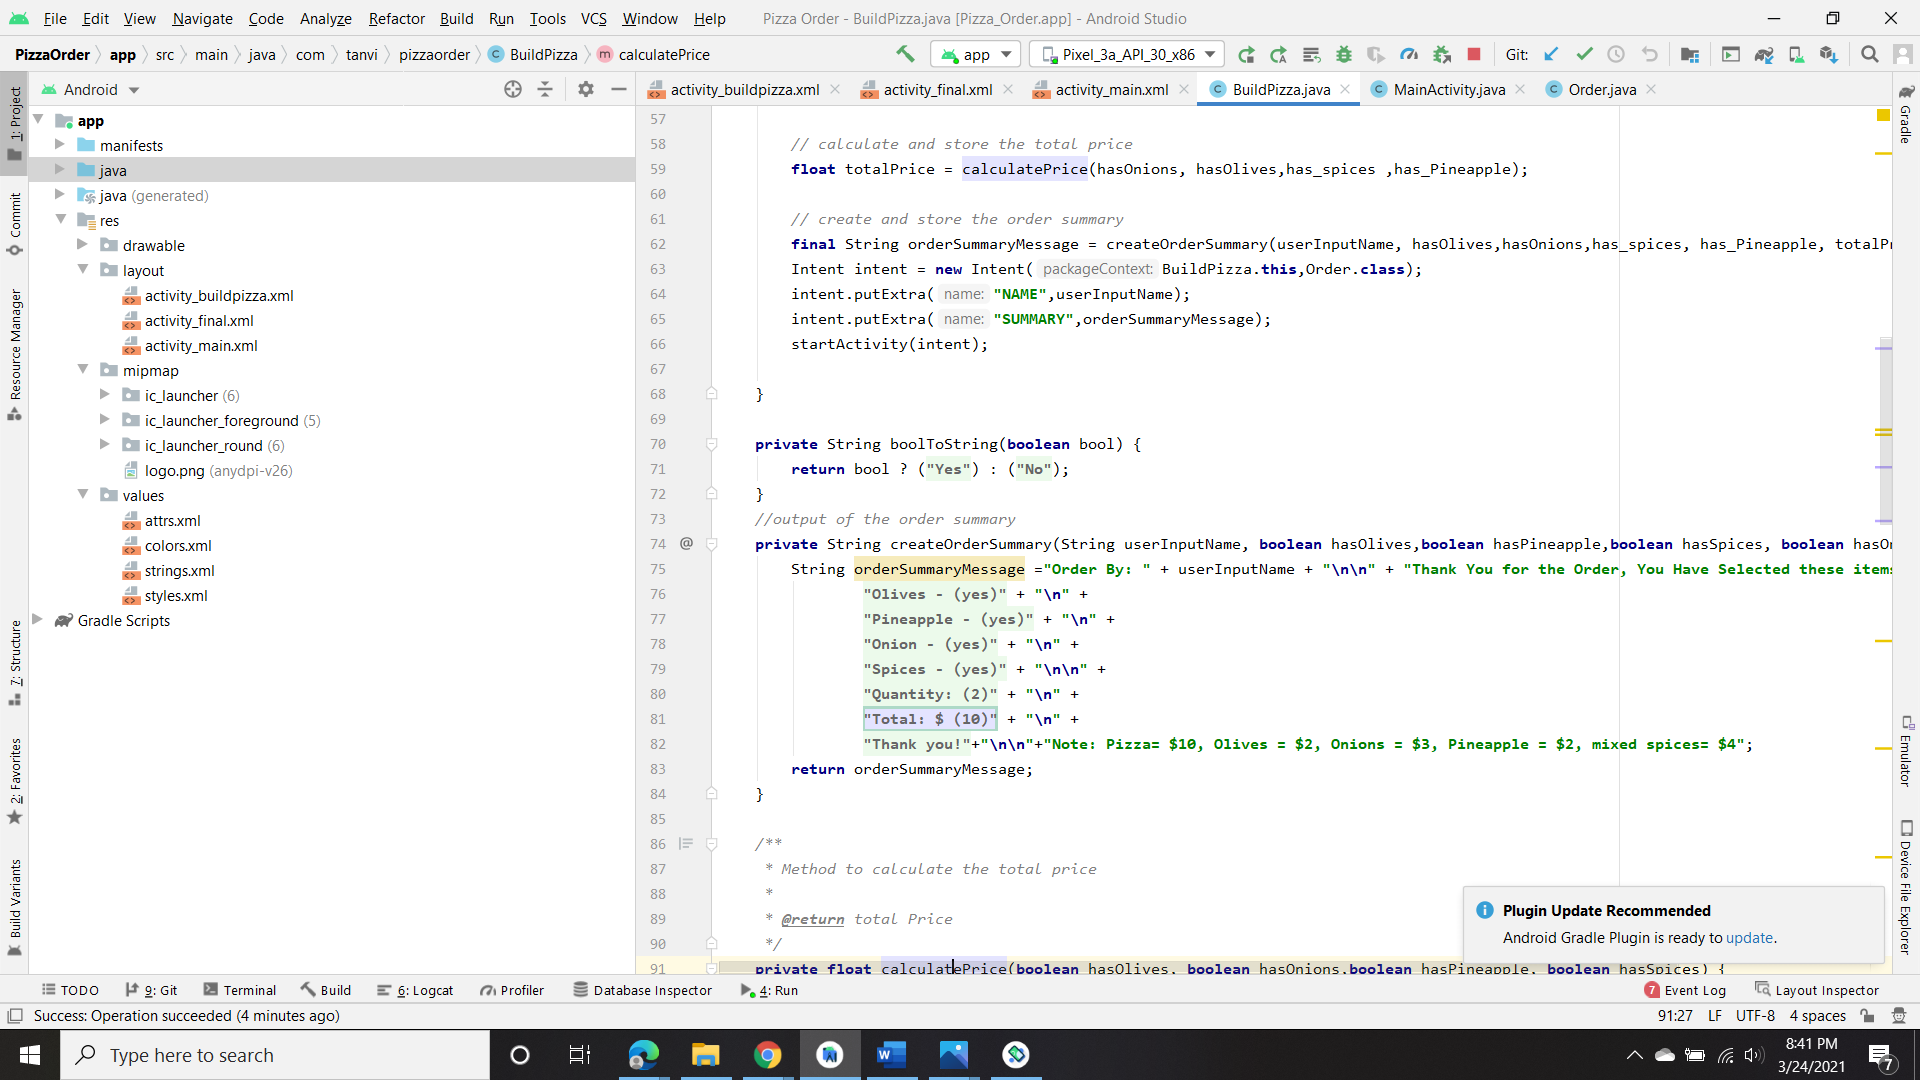 File Edit View Navigate Code Analyze Refactor Build Run Tools VCS Window Help Pizza Order - BuildPizza.java [Pizza_Order.app] - Android Studio
PizzaOrder app src main java com tanvi pizzaorder BuildPizza calculatePrice app Pixel_3a_API_30_x86 Git:
Android
activity_buildpizza.xml activity_final.xml activity_main.xml BuildPizza.java MainActivity.java Order.java
1: Project
Commit
Resource Manager
7: Structure
2: Favorites
Build Variants
app
manifests
java
java (generated)
res
drawable
layout
activity_buildpizza.xml
activity_final.xml
activity_main.xml
mipmap
ic_launcher (6)
ic_launcher_foreground (5)
ic_launcher_round (6)
logo.png (anydpi-v26)
values
attrs.xml
colors.xml
strings.xml
styles.xml
Gradle Scripts
57
58 // calculate and store the total price
59 float totalPrice = calculatePrice(hasOnions, hasOlives,has_spices ,has_Pineapple);
60
61 // create and store the order summary
62 final String orderSummaryMessage = createOrderSummary(userInputName, hasOlives,hasOnions,has_spices, has_Pineapple, totalPr
63 Intent intent = new Intent( packageContext: BuildPizza.this,Order.class);
64 intent.putExtra( name: "NAME",userInputName);
65 intent.putExtra( name: "SUMMARY",orderSummaryMessage);
66 startActivity(intent);
67
68 }
69
70 private String boolToString(boolean bool) {
71 return bool ? ("Yes") : ("No");
72 }
73 //output of the order summary
74 @ private String createOrderSummary(String userInputName, boolean hasOlives,boolean hasPineapple,boolean hasSpices, boolean hasOn
75 String orderSummaryMessage ="Order By: " + userInputName + "\n\n" + "Thank You for the Order, You Have Selected these items
76 "Olives - (yes)" + "\n" +
77 "Pineapple - (yes)" + "\n" +
78 "Onion - (yes)" + "\n" +
79 "Spices - (yes)" + "\n\n" +
80 "Quantity: (2)" + "\n" +
81 "Total: $ (10)" + "\n" +
82 "Thank you!"+"\n\n"+"Note: Pizza= $10, Olives = $2, Onions = $3, Pineapple = $2, mixed spices= $4";
83 return orderSummaryMessage;
84 }
85
86 /**
87 * Method to calculate the total price
88 *
89 * @return total Price
90 */
91 private float calculatePrice(boolean hasOlives, boolean hasOnions,boolean hasPineapple, boolean hasSpices) {
Gradle
Emulator
Device File Explorer
Plugin Update Recommended
Android Gradle Plugin is ready to update.
TODO 9: Git Terminal Build 6: Logcat Profiler Database Inspector 4: Run 7 Event Log Layout Inspector
Success: Operation succeeded (4 minutes ago) 91:27 LF UTF-8 4 spaces
Type here to search
8:41 PM
3/24/2021
7